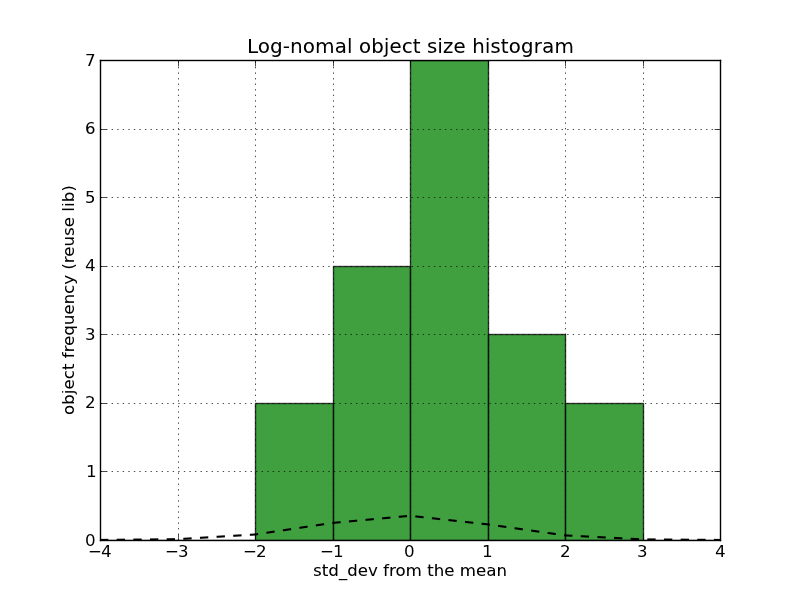 Log-nomal object size histogram
7
6
5
4
3
2
1
0
object frequency (reuse lib)
−4 −3 −2 −1 0 1 2 3 4
std_dev from the mean